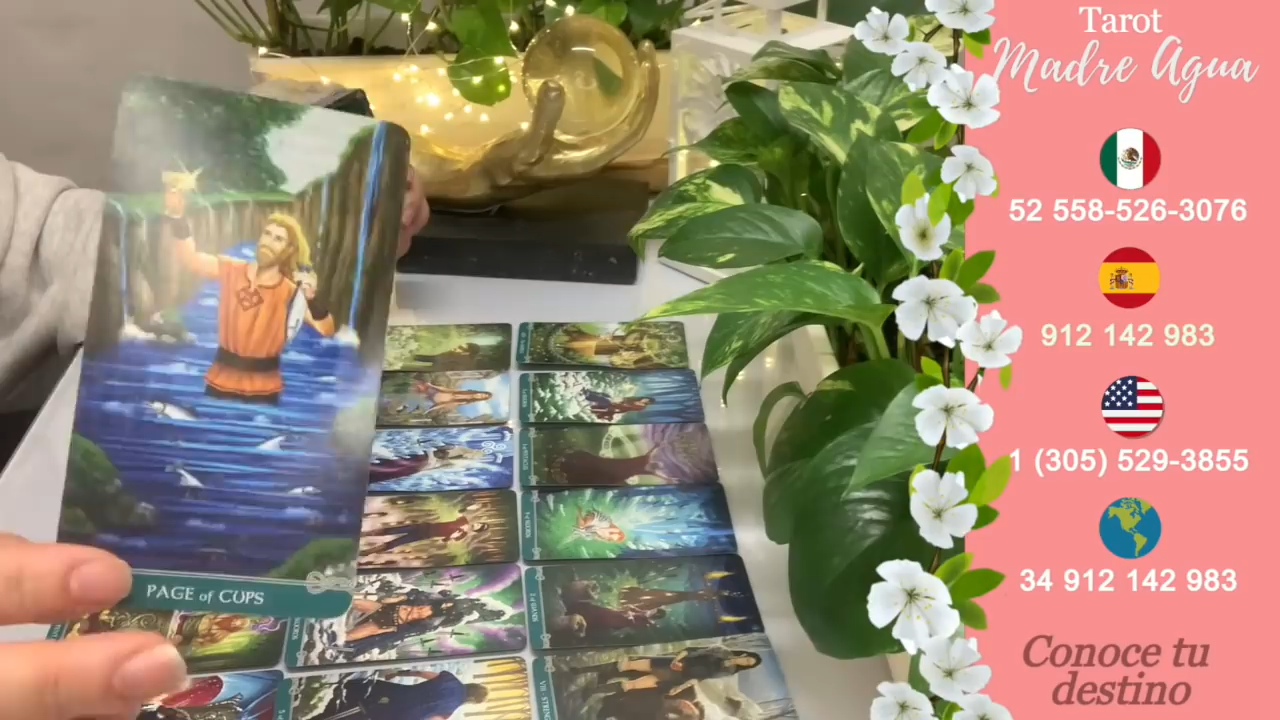 Tarot
Madre Agua
52 558-526-3076
912 142 983
1 (305) 529-3855
34 912 142 983
Conoce tu
destino
PAGE of CUPS